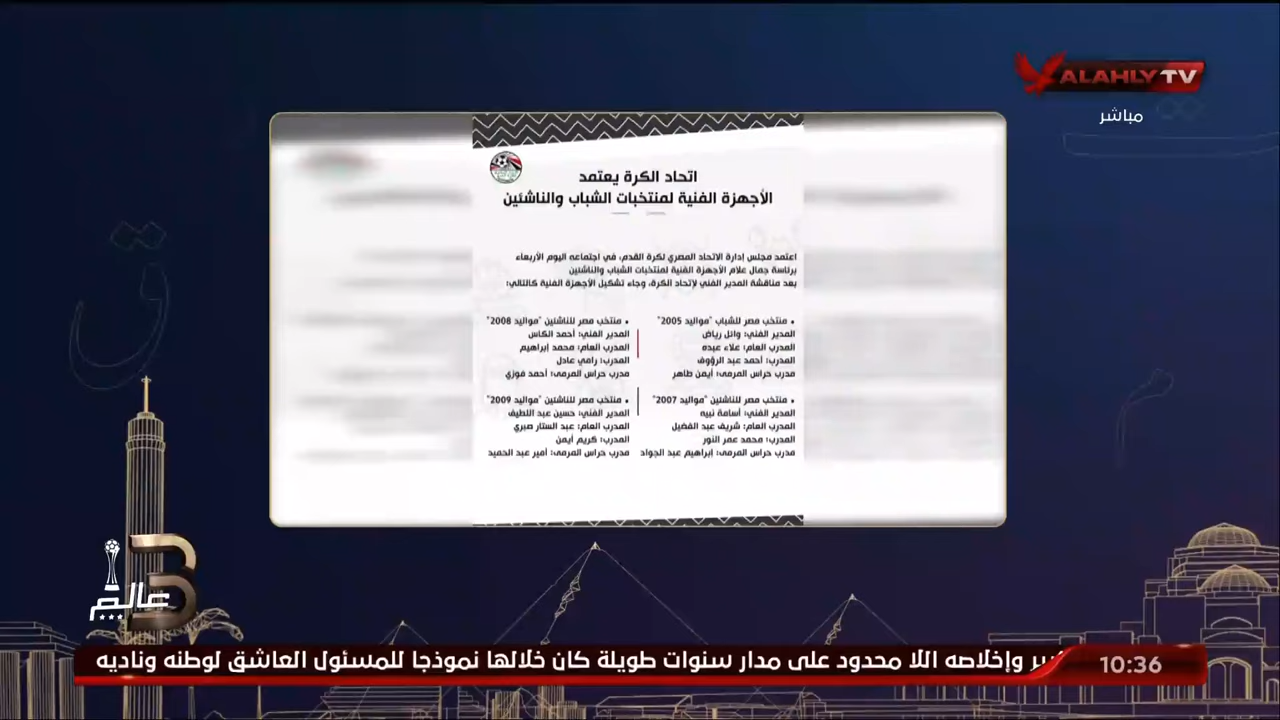 ALAHLY TV
مباشر
اتحاد الكرة يعتمد
الأجهزة الفنية لمنتخبات الشباب والناشئين
اعتمد مجلس إدارة الاتحاد المصري لكرة القدم، في اجتماعه اليوم الأربعاء
برئاسة جمال علام الأجهزة الفنية لمنتخبات الشباب والناشئين
بعد مناقشة المدير الفني لإتحاد الكرة، وجاء تشكيل الأجهزة الفنية كالتالي:
• منتخب مصر للشباب "مواليد 2005"
المدير الفني: وائل رياض
المدرب العام: علاء عبده
المدرب: أحمد عبد الرؤوف
مدرب حراس المرمى: أيمن طاهر
• منتخب مصر للناشئين "مواليد 2008"
المدير الفني: أحمد الكاس
المدرب العام: محمد إبراهيم
المدرب: رامي عادل
مدرب حراس المرمى: أحمد فوزي
• منتخب مصر للناشئين "مواليد 2007"
المدير الفني: أسامة نبيه
المدرب العام: شريف عبد الفضيل
المدرب: محمد عمر النور
مدرب حراس المرمى: إبراهيم عبد الجواد
• منتخب مصر للناشئين "مواليد 2009"
المدير الفني: حسين عبد اللطيف
المدرب العام: عبد الستار صبري
المدرب: كريم أيمن
مدرب حراس المرمى: أمير عبد الحميد
3 عالم
10:36
وإخلاصه اللا محدود على مدار سنوات طويلة كان خلالها نموذجا للمسئول العاشق لوطنه وناديه